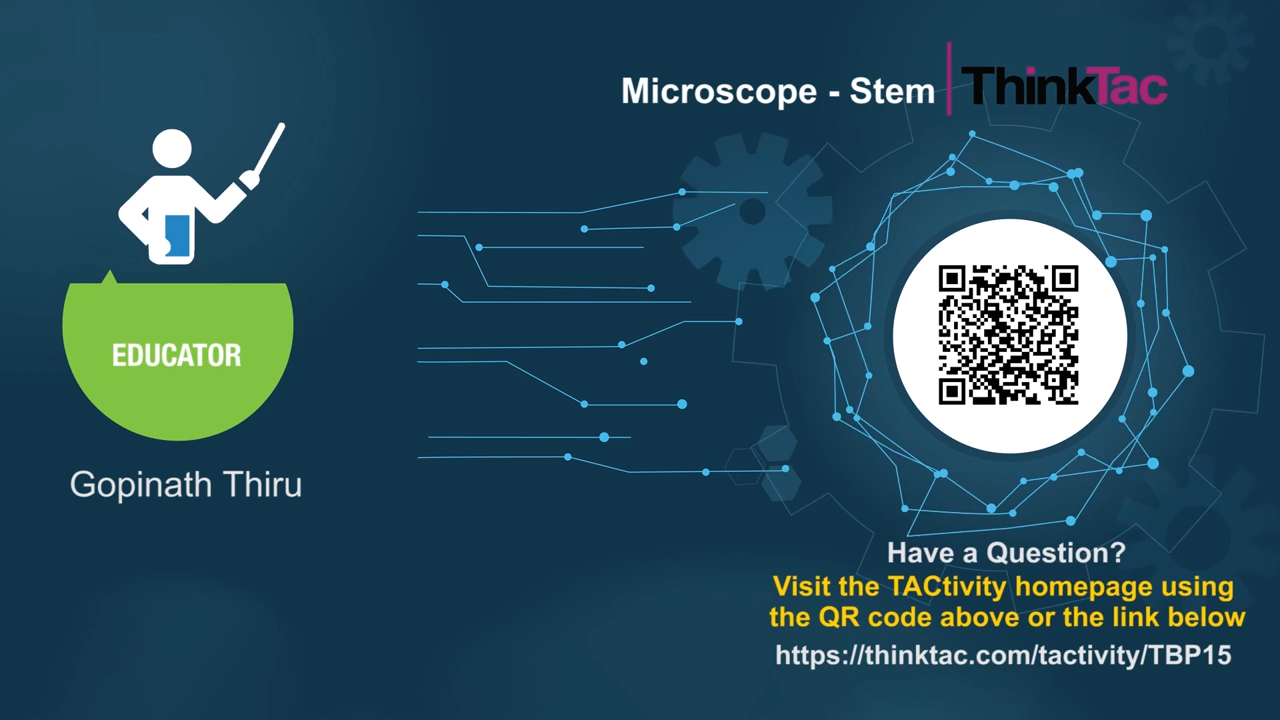 Microscope - Stem
ThinkTac
EDUCATOR
Gopinath Thiru
Have a Question?
Visit the TACtivity homepage using
the QR code above or the link below
https://thinktac.com/tactivity/TBP15